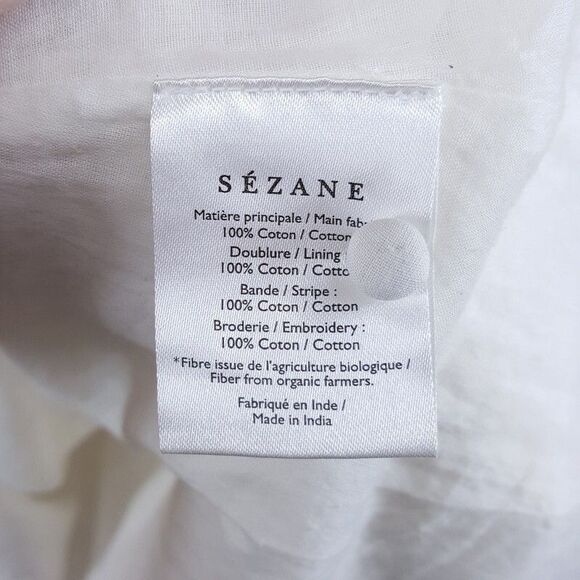 SÉZANE
Matière principale / Main
100% Coton / Cotton
Doublure / Lining
100% Coton /
Bande / Stripe :
100% Coton / Cotton
Broderie / Embroidery :
100% Coton / Cotton
*Fibre issue de l'agriculture biologique /
Fiber from organic farmers.
Fabriqué en Inde /
Made in India